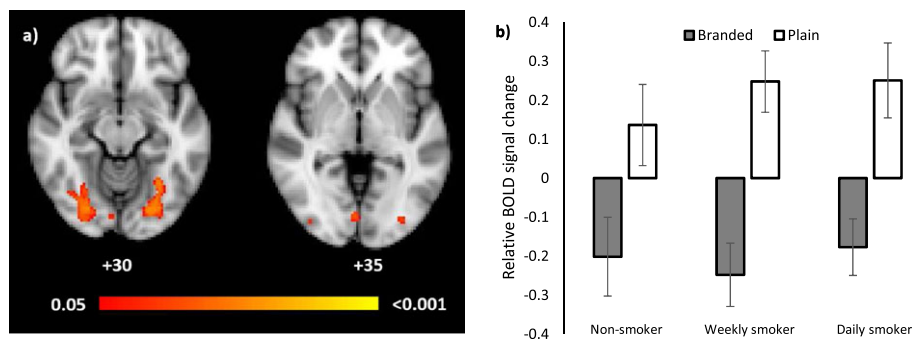 a)
+30
+35
0.05
<0.001
b)
Branded
Plain
Relative BOLD signal change
0.4
0.3
0.2
0.1
0
-0.1
-0.2
-0.3
-0.4
Non-smoker
Weekly smoker
Daily smoker